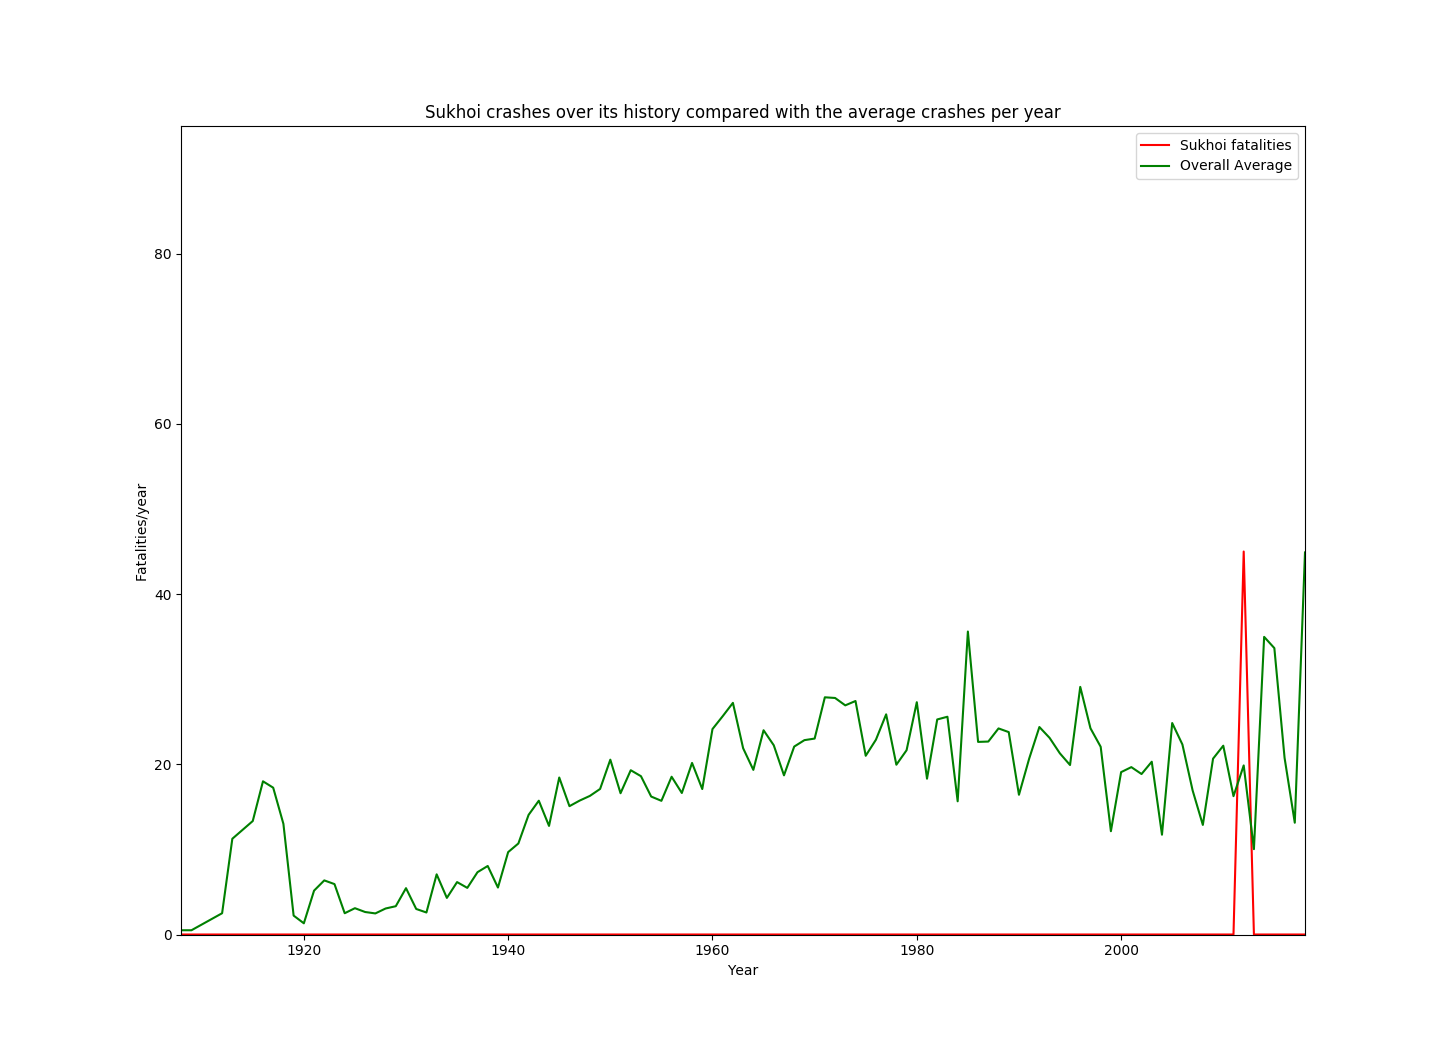 Sukhoi crashes over its history compared with the average crashes per year
Sukhoi fatalities
Overall Average
80
60
40
20
0
Fatalities/year
1920 1940 1960 1980 2000
Year